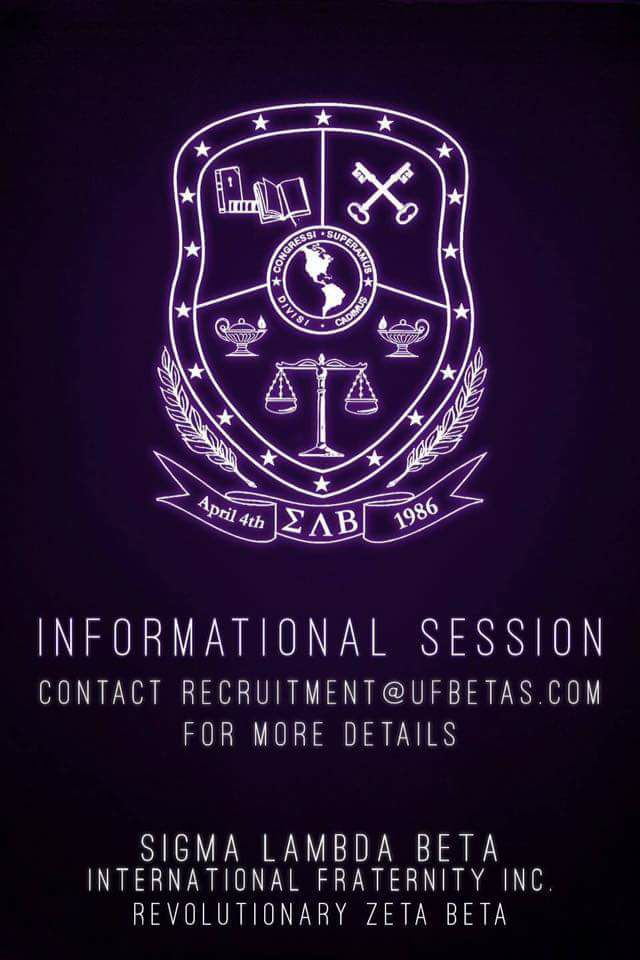 CONGRESSI · SUPERAMUS
DIVISI · CADIMUS
April 4th ΣΛΒ 1986
INFORMATIONAL SESSION
CONTACT RECRUITMENT@UFBETAS.COM
FOR MORE DETAILS
SIGMA LAMBDA BETA
INTERNATIONAL FRATERNITY INC.
REVOLUTIONARY ZETA BETA